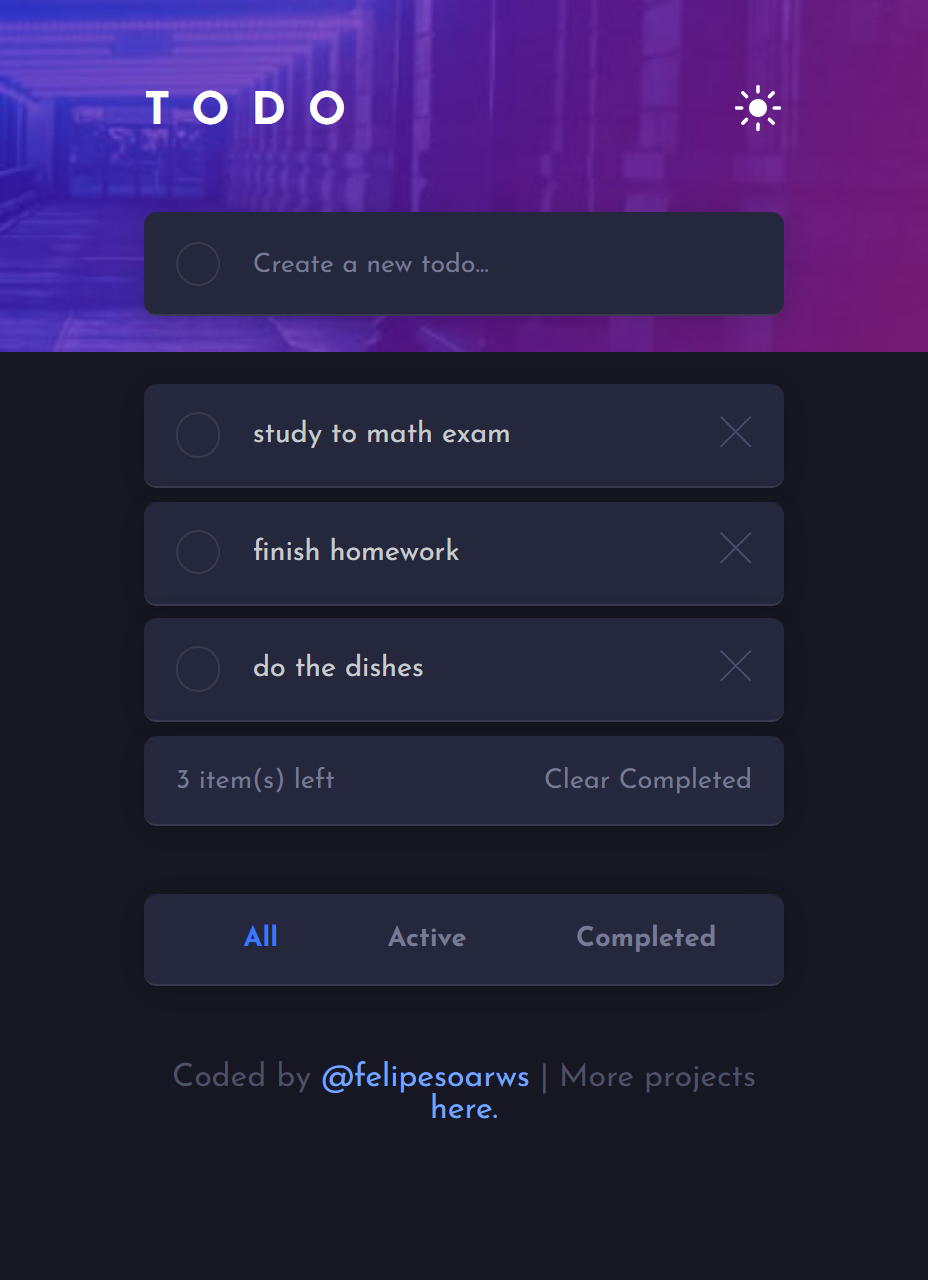 TODO
Create a new todo...
study to math exam
finish homework
do the dishes
3 item(s) left Clear Completed
All Active Completed
Coded by @felipesoarws | More projects
here.